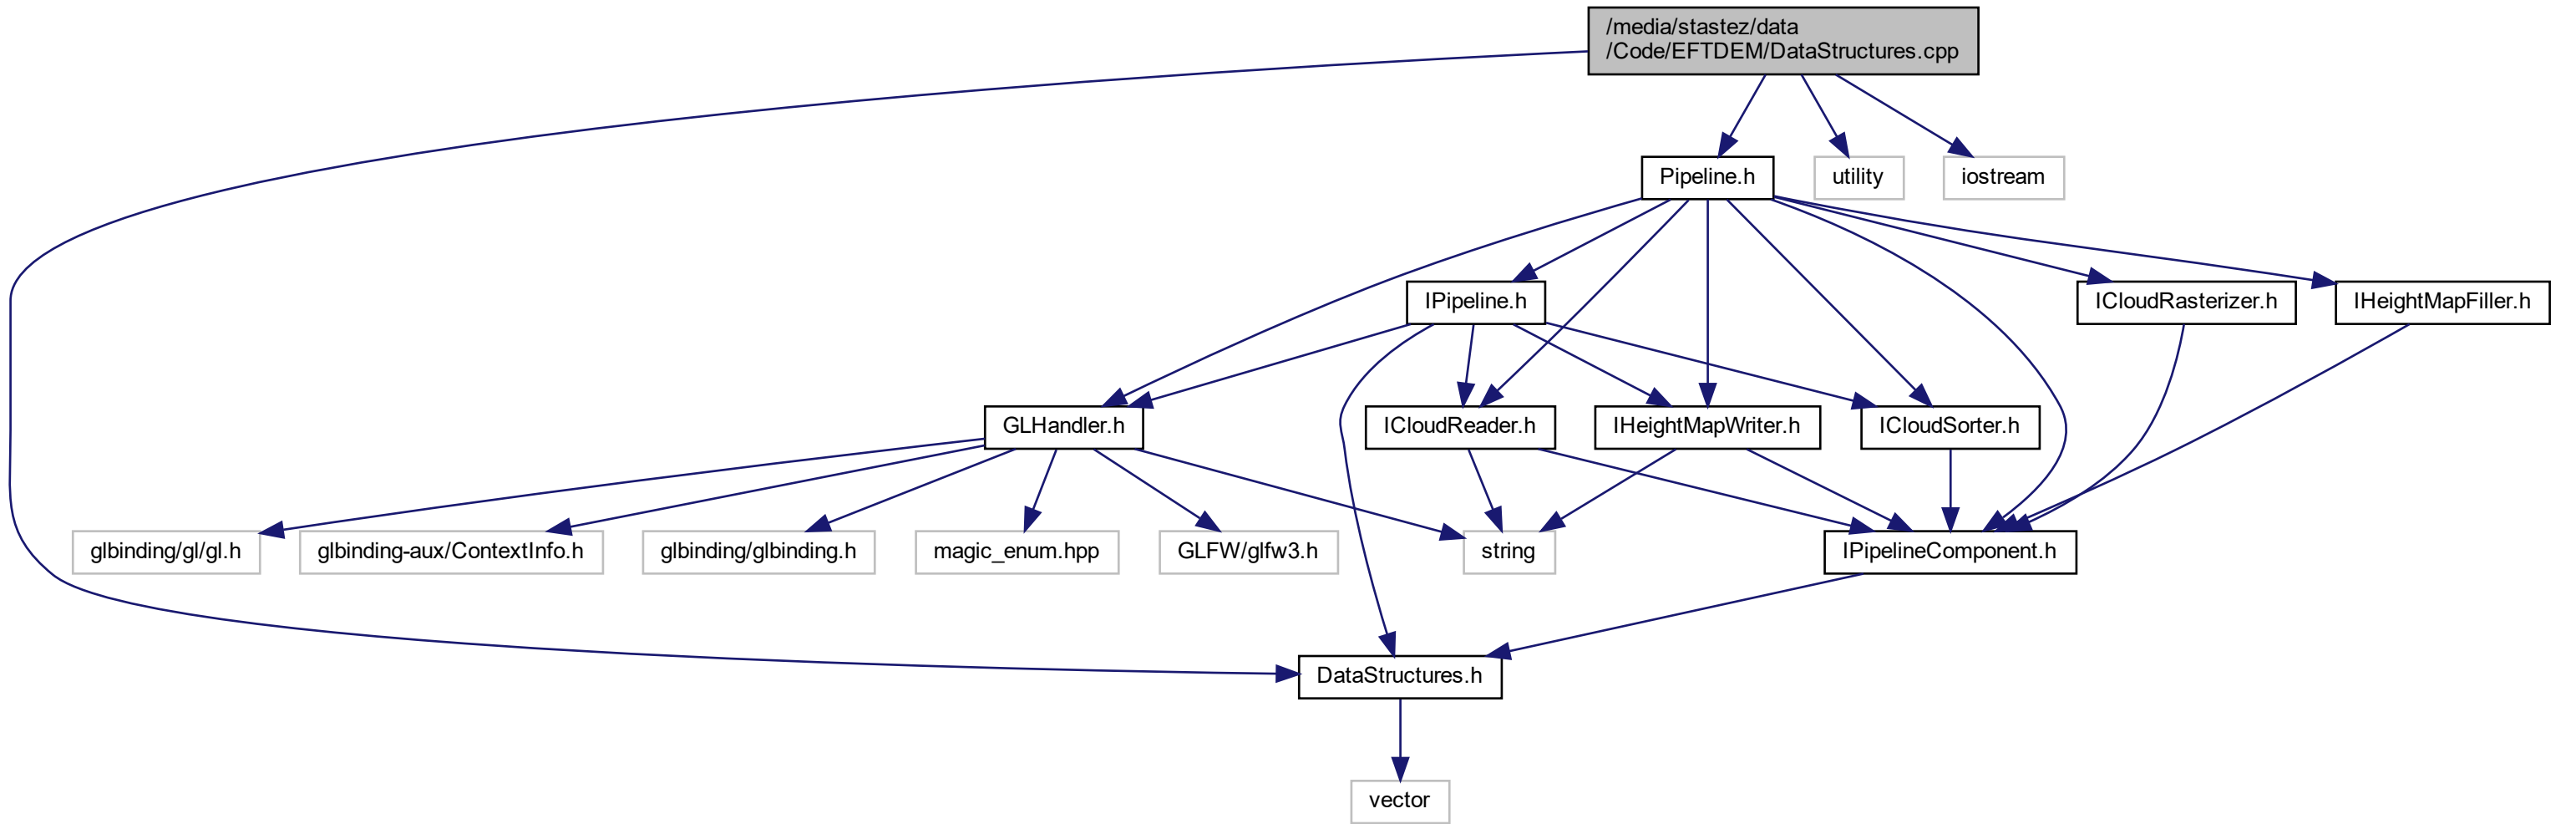 /media/stastez/data
/Code/EFTDEM/DataStructures.cpp
Pipeline.h
utility
iostream
IPipeline.h
ICloudRasterizer.h
IHeightMapFiller.h
GLHandler.h
ICloudReader.h
IHeightMapWriter.h
ICloudSorter.h
glbinding/gl/gl.h
glbinding-aux/ContextInfo.h
glbinding/glbinding.h
magic_enum.hpp
GLFW/glfw3.h
string
IPipelineComponent.h
DataStructures.h
vector